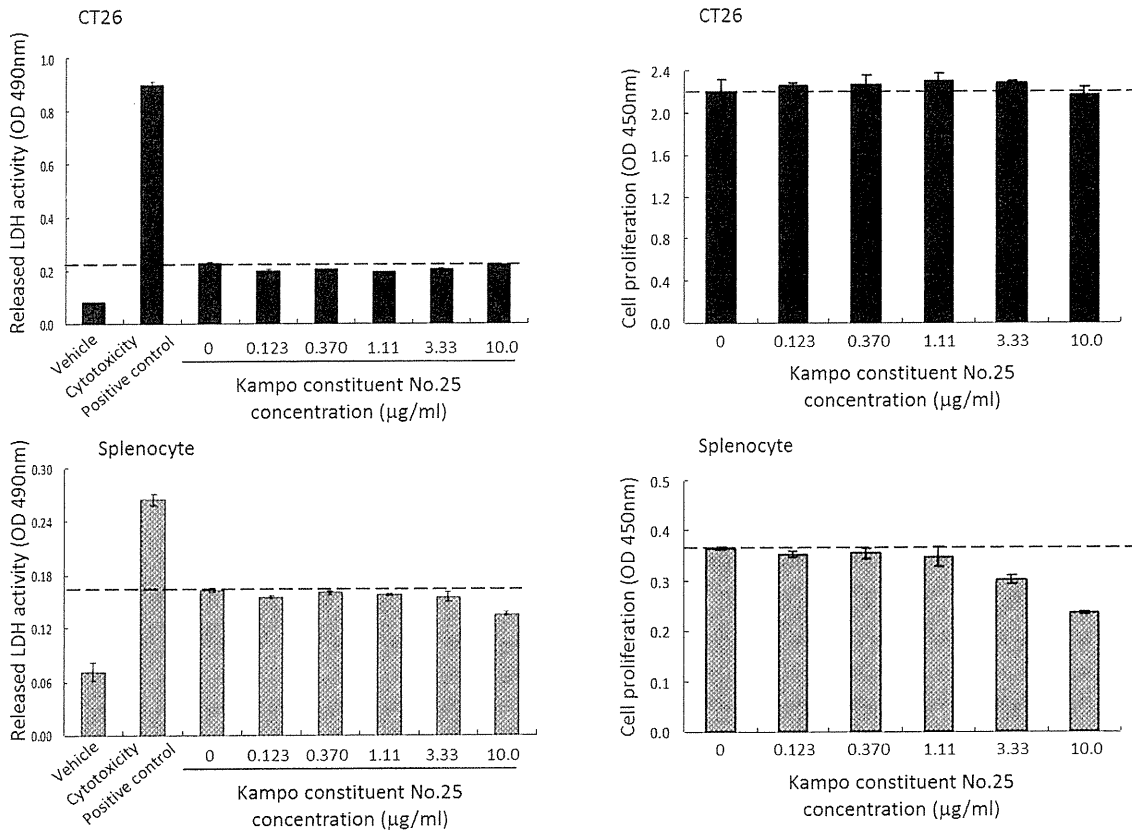 CT26
Released LDH activity (OD 490nm)
1.0
0.8
0.6
0.4
0.2
0.0
Vehicle
Cytotoxicity
Positive control
0 0.123 0.370 1.11 3.33 10.0
Kampo constituent No.25
concentration (µg/ml)
CT26
Cell proliferation (OD 450nm)
2.4
2.0
1.6
1.2
0.8
0.4
0.0
0 0.123 0.370 1.11 3.33 10.0
Kampo constituent No.25
concentration (µg/ml)
Splenocyte
Released LDH activity (OD 490nm)
0.30
0.24
0.18
0.12
0.06
0.00
Vehicle
Cytotoxicity
Positive control
0 0.123 0.370 1.11 3.33 10.0
Kampo constituent No.25
concentration (µg/ml)
Splenocyte
Cell proliferation (OD 450nm)
0.5
0.4
0.3
0.2
0.1
0.0
0 0.123 0.370 1.11 3.33 10.0
Kampo constituent No.25
concentration (µg/ml)